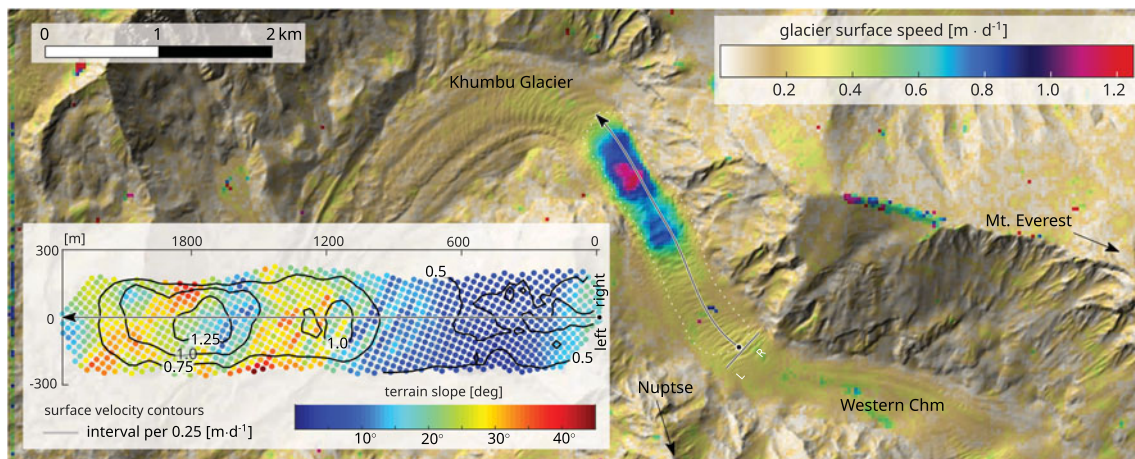 0 1 2 km
glacier surface speed [m · d⁻¹]
0.2 0.4 0.6 0.8 1.0 1.2
Khumbu Glacier
Mt. Everest
[m] 1800 1200 600 0
300
0
-300
0.5
right
left
1.25
1.0
1.0
0.75
0.5
R
L
Nuptse
Western Chm
terrain slope [deg]
10° 20° 30° 40°
surface velocity contours
interval per 0.25 [m·d⁻¹]